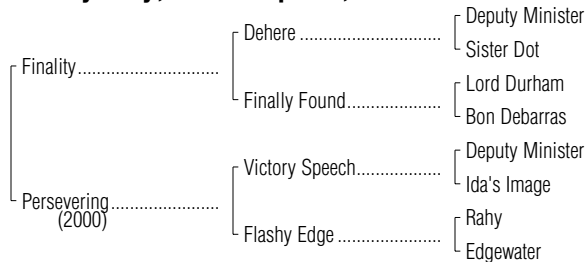 Deputy Minister
Dehere
Sister Dot
Finality
Lord Durham
Finally Found
Bon Debarras
Deputy Minister
Victory Speech
Ida's Image
Persevering
(2000)
Rahy
Flashy Edge
Edgewater